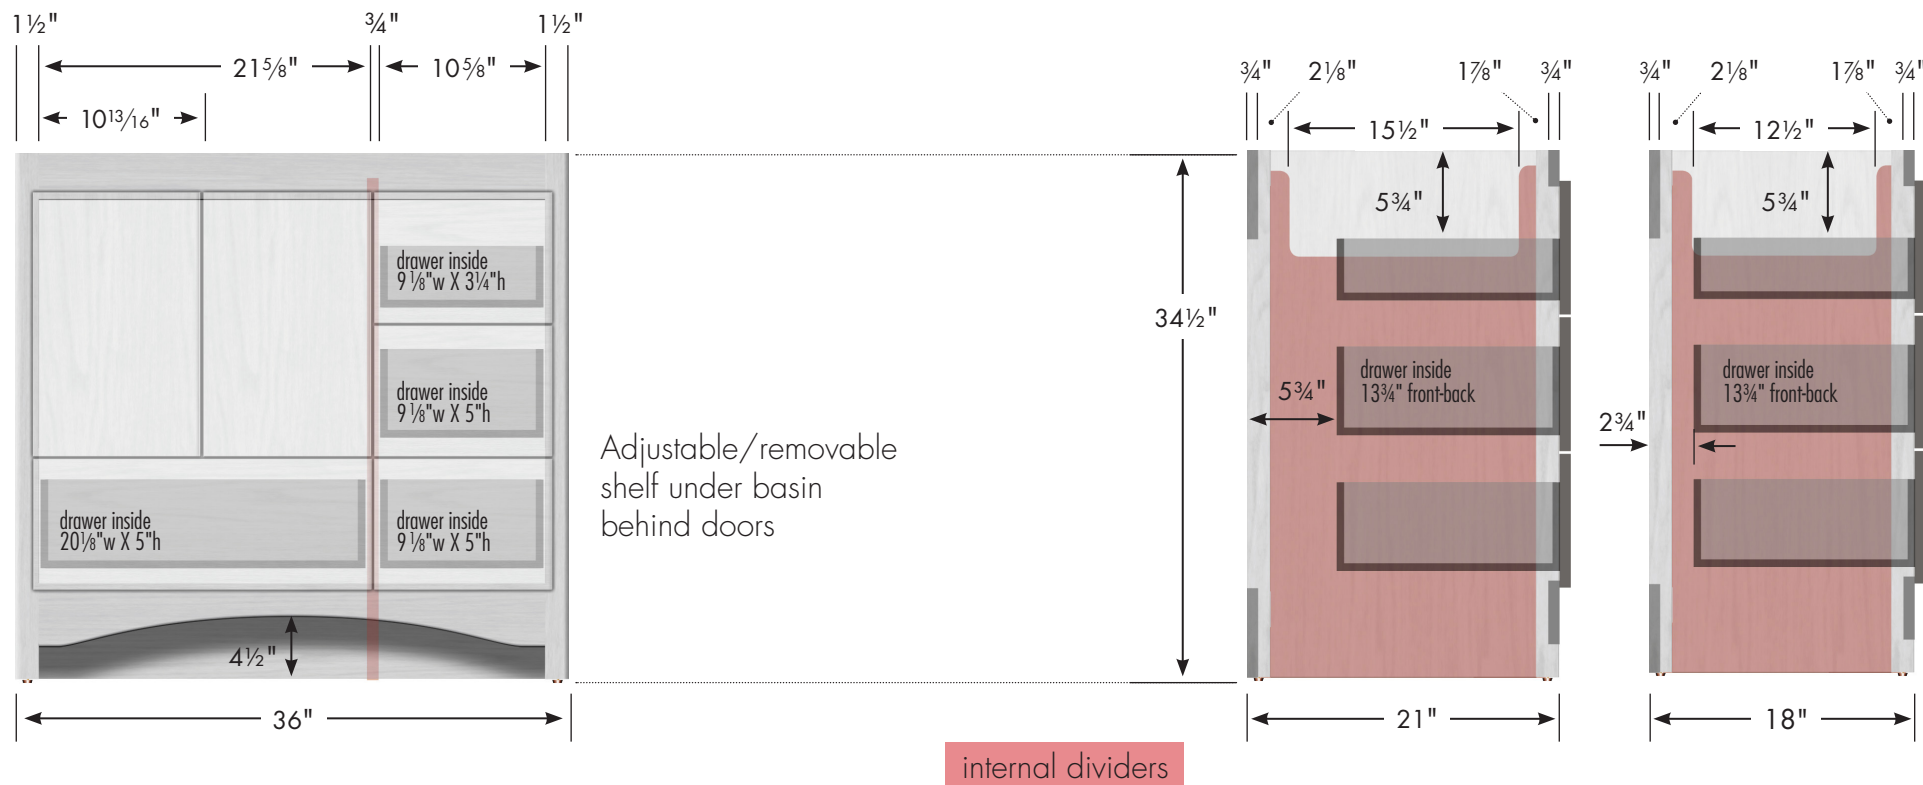 1½" ¾" 1½"
21⅝" 10⅝"
10¹³⁄₁₆"
drawer inside
9⅛"w X 3¼"h
drawer inside
9⅛"w X 5"h
drawer inside
20⅛"w X 5"h
drawer inside
9⅛"w X 5"h
4½"
36"
Adjustable/removable
shelf under basin
behind doors
34½"
internal dividers
¾" 2⅛" 1⅞" ¾"
15½"
5¾"
drawer inside
13¾" front-back
5¾"
21"
¾" 2⅛" 1⅞" ¾"
12½"
5¾"
drawer inside
13¾" front-back
2¾"
18"